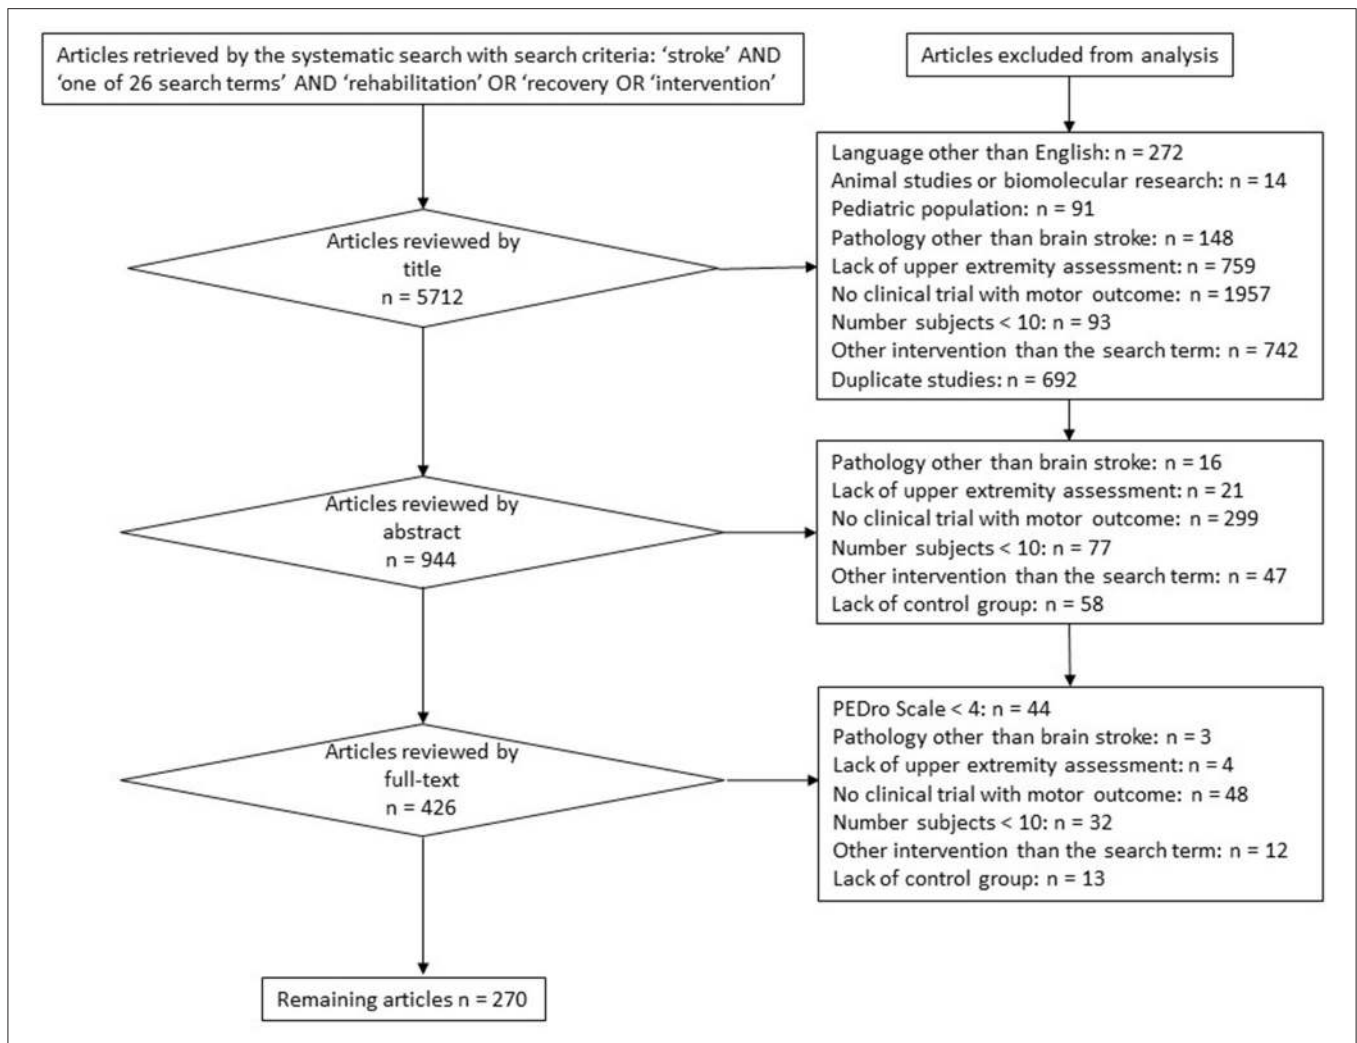 Articles retrieved by the systematic search with search criteria: ‘stroke’ AND
‘one of 26 search terms’ AND ‘rehabilitation’ OR ‘recovery OR ‘intervention’
Articles excluded from analysis
Articles reviewed by
title
n = 5712
Language other than English: n = 272
Animal studies or biomolecular research: n = 14
Pediatric population: n = 91
Pathology other than brain stroke: n = 148
Lack of upper extremity assessment: n = 759
No clinical trial with motor outcome: n = 1957
Number subjects < 10: n = 93
Other intervention than the search term: n = 742
Duplicate studies: n = 692
Articles reviewed by
abstract
n = 944
Pathology other than brain stroke: n = 16
Lack of upper extremity assessment: n = 21
No clinical trial with motor outcome: n = 299
Number subjects < 10: n = 77
Other intervention than the search term: n = 47
Lack of control group: n = 58
Articles reviewed by
full-text
n = 426
PEDro Scale < 4: n = 44
Pathology other than brain stroke: n = 3
Lack of upper extremity assessment: n = 4
No clinical trial with motor outcome: n = 48
Number subjects < 10: n = 32
Other intervention than the search term: n = 12
Lack of control group: n = 13
Remaining articles n = 270